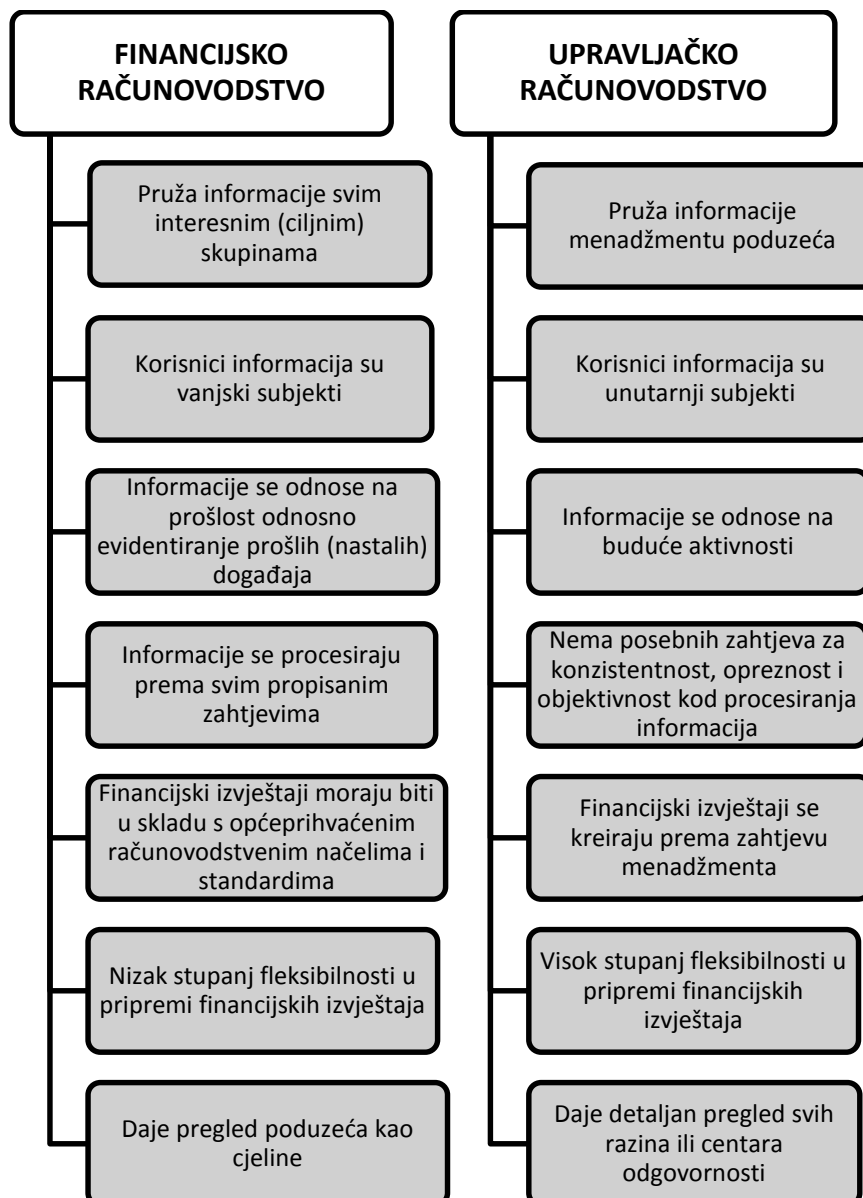 FINANCIJSKO
RAČUNOVODSTVO
Pruža informacije svim
interesnim (ciljnim)
skupinama
Korisnici informacija su
vanjski subjekti
Informacije se odnose na
prošlost odnosno
evidentiranje prošlih (nastalih)
događaja
Informacije se procesiraju
prema svim propisanim
zahtjevima
Financijski izvještaji moraju biti
u skladu s općeprihvaćenim
računovodstvenim načelima i
standardima
Nizak stupanj fleksibilnosti u
pripremi financijskih izvještaja
Daje pregled poduzeća kao
cjeline
UPRAVLJAČKO
RAČUNOVODSTVO
Pruža informacije
menadžmentu poduzeća
Korisnici informacija su
unutarnji subjekti
Informacije se odnose na
buduće aktivnosti
Nema posebnih zahtjeva za
konzistentnost, opreznost i
objektivnost kod procesiranja
informacija
Financijski izvještaji se
kreiraju prema zahtjevu
menadžmenta
Visok stupanj fleksibilnosti u
pripremi financijskih
izvještaja
Daje detaljan pregled svih
razina ili centara
odgovornosti